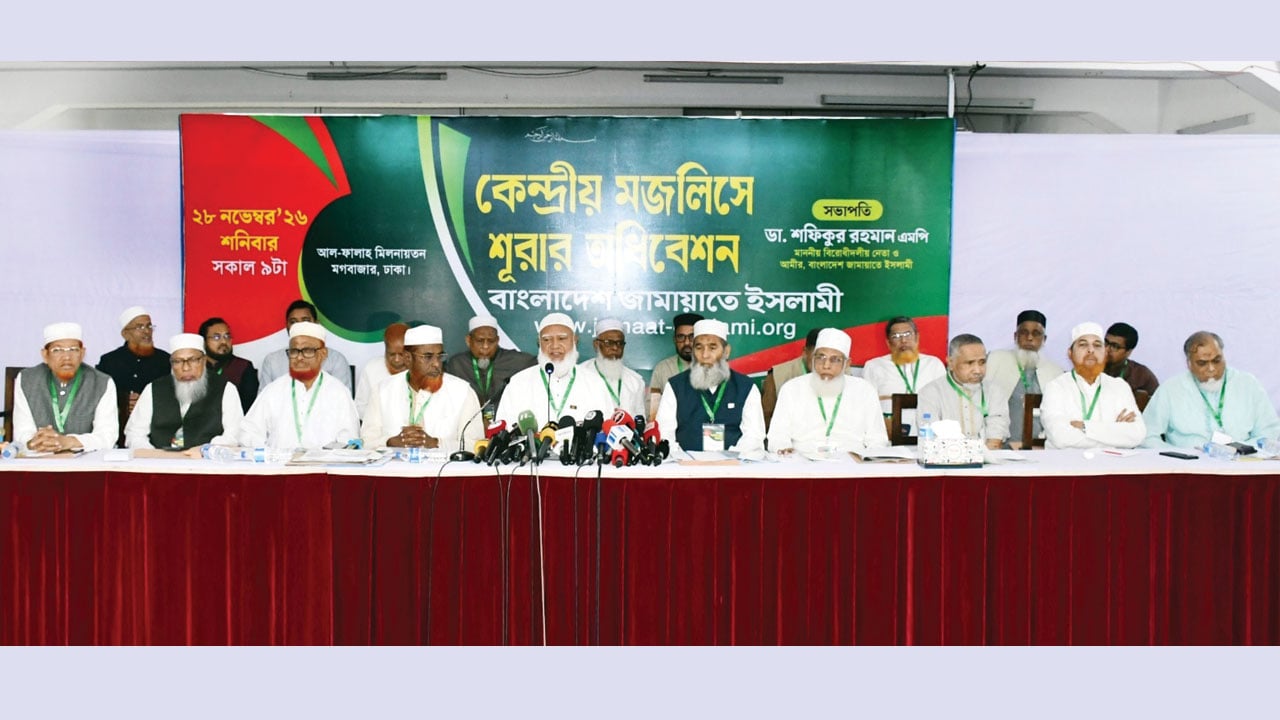 ২৮ নভেম্বর'২৬
শনিবার
সকাল ৯টা
আল-ফালাহ মিলনায়তন
মগবাজার, ঢাকা।
কেন্দ্রীয় মজলিসে
শূরার অধিবেশন
বাংলাদেশ জামায়াতে ইসলামী
সভাপতি
ডা. শফিকুর রহমান এমপি
মাননীয় বিরোধীদলীয় নেতা ও
আমীর, বাংলাদেশ জামায়াতে ইসলামী